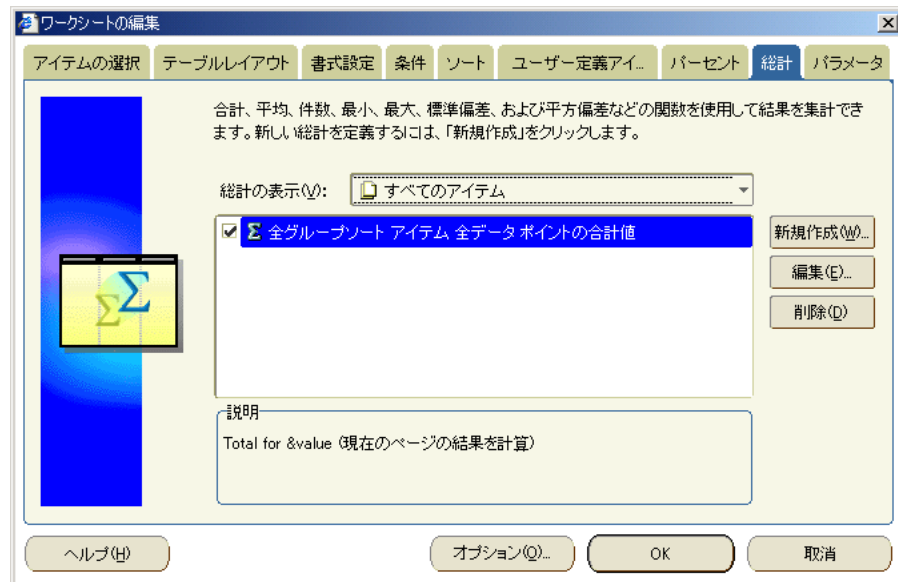 ワークシートの編集
アイテムの選択 テーブルレイアウト 書式設定 条件 ソート ユーザー定義アイ... パーセント 総計 パラメータ
合計、平均、件数、最小、最大、標準偏差、および平方偏差などの関数を使用して結果を集計でき
ます。新しい総計を定義するには、「新規作成」をクリックします。
総計の表示(V): すべてのアイテム
全グループソート アイテム 全データ ポイントの合計値
新規作成(W)...
編集(E)...
削除(D)
説明
Total for &value (現在のページの結果を計算)
ヘルプ(H) オプション(O)... OK 取消